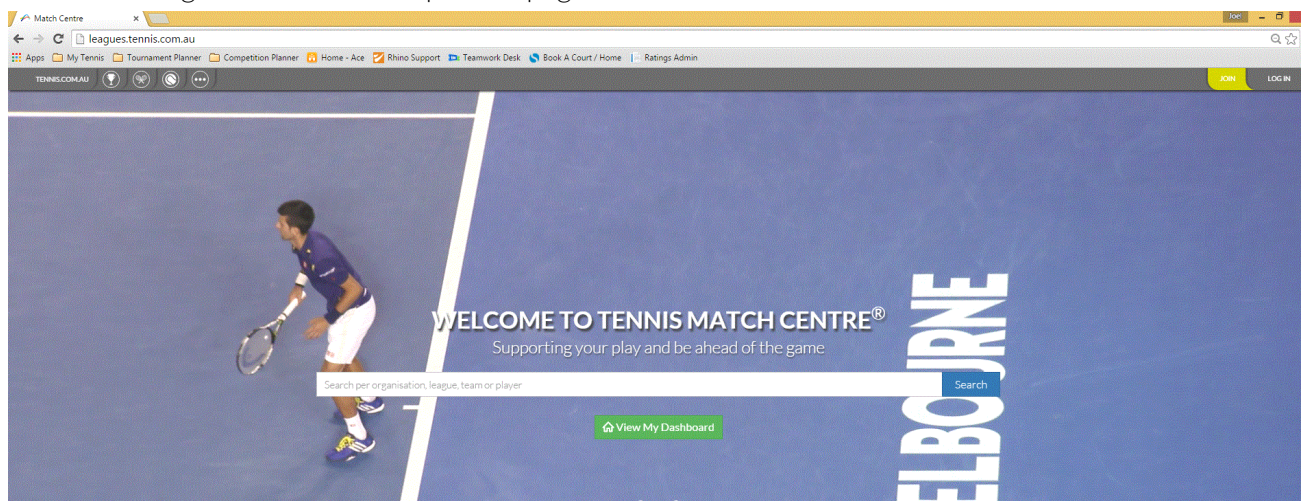 Match Centre
Joel
leagues.tennis.com.au
Apps My Tennis Tournament Planner Competition Planner Home - Ace Rhino Support Teamwork Desk Book A Court / Home Ratings Admin
TENNIS.COM.AU
JOIN LOG IN
WELCOME TO TENNIS MATCH CENTRE®
Supporting your play and be ahead of the game
Search per organisation, league, team or player
Search
View My Dashboard
ELBOURNE